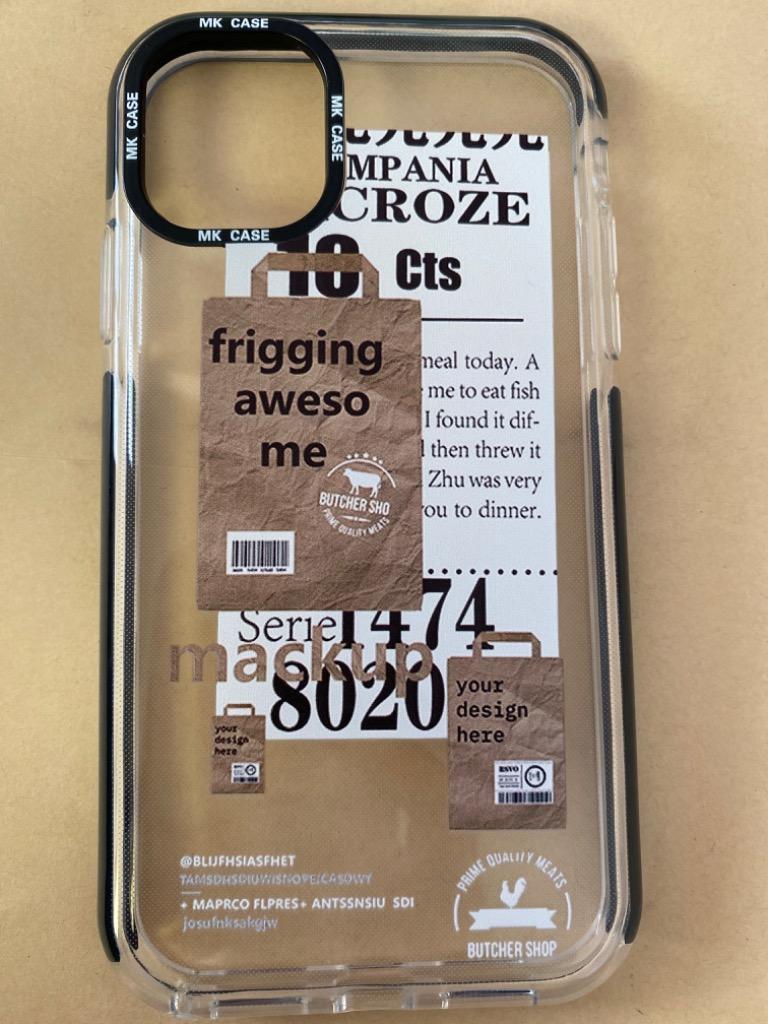 MK CASE
MK CASE
MK CASE
MK CASE
MPANIA
CROZE
10 Cts
frigging
aweso
me
meal today. A
me to eat fish
I found it dif-
then threw it
Zhu was very
you to dinner.
BUTCHER SHO
PRIME QUALITY MEATS
Serie 1474
mackup
8020
your
design
here
your
design
here
RSVO
@BLIJFHSIASFHET
+ MAPRCO FLPRES+ ANTSSNSIU SDI
josufnksakgjw
PRIME QUALITY MEATS
BUTCHER SHOP